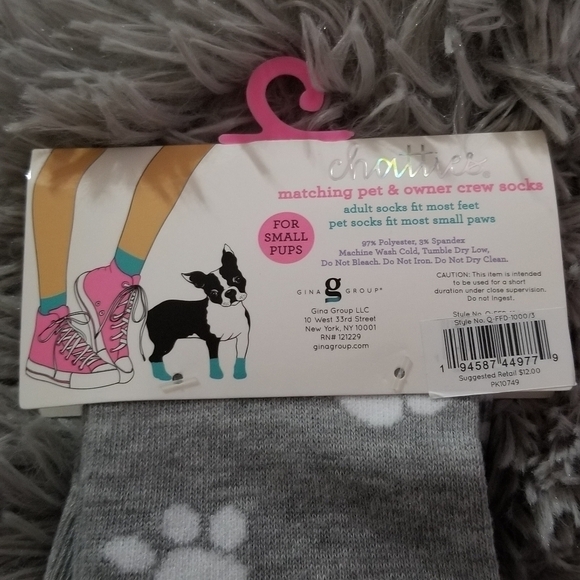 chatties®
matching pet & owner crew socks
adult socks fit most feet
pet socks fit most small paws
FOR
SMALL
PUPS
97% Polyester, 3% Spandex
Machine Wash Cold, Tumble Dry Low,
Do Not Bleach. Do Not Iron. Do Not Dry Clean.
GINA g GROUP
Gina Group LLC
10 West 33rd Street
New York, NY 10001
RN# 121229
ginagroup.com
CAUTION: This item is intended
to be used for a short
duration under close supervision.
Do not ingest.
Style No.
Style No. Q-FFD-1000/3
1 94587 44977 9
Suggested Retail $12.00
PK10749